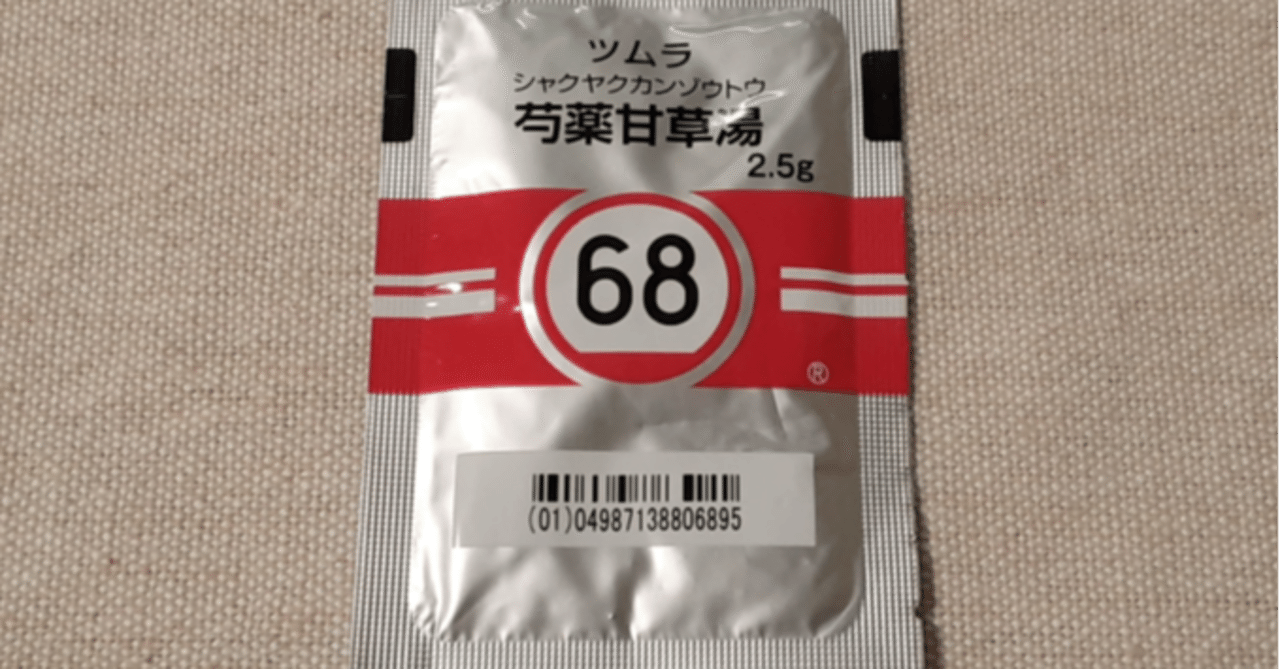 ツムラ
シャクヤクカンゾウトウ
芍薬甘草湯
2.5g
68
®
(01)04987138806895